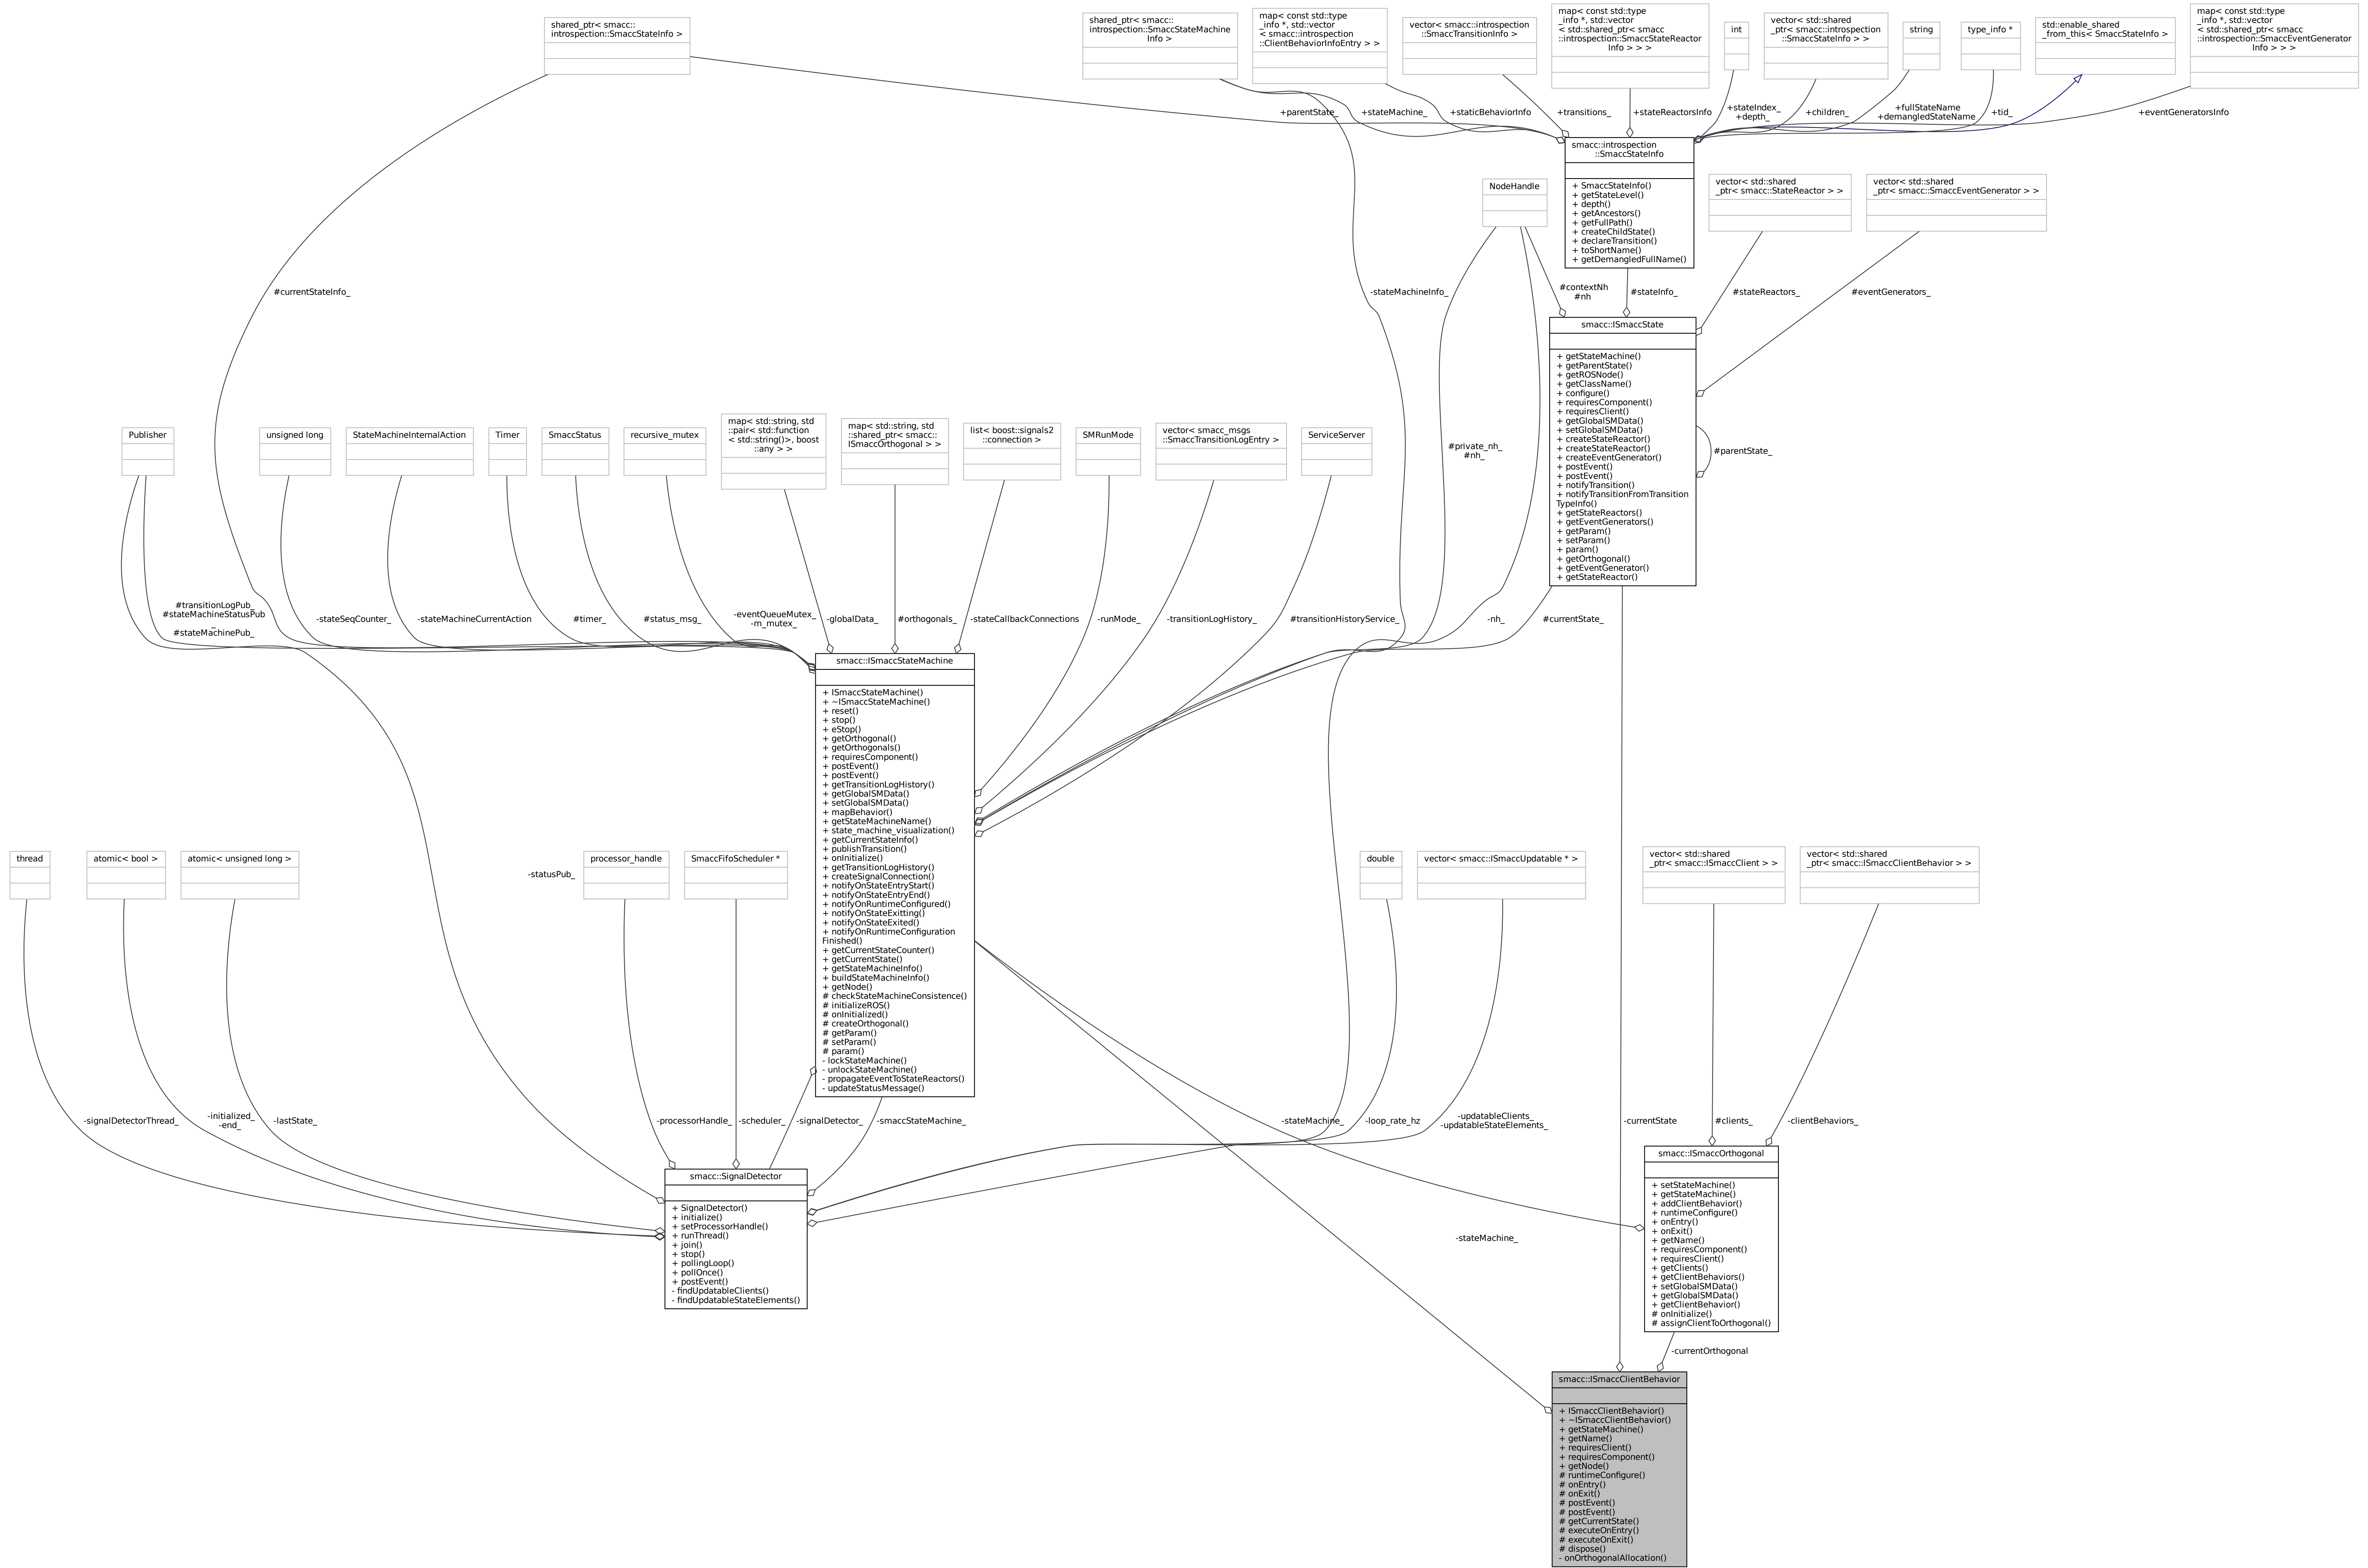 shared_ptr< smacc::
introspection::SmaccStateInfo >
shared_ptr< smacc::
introspection::SmaccStateMachine
Info >
map< const std::type
_info *, std::vector
< smacc::introspection
::ClientBehaviorInfoEntry > >
vector< smacc::introspection
::SmaccTransitionInfo >
map< const std::type
_info *, std::vector
< std::shared_ptr< smacc
::introspection::SmaccStateReactor
Info > > >
int
vector< std::shared
_ptr< smacc::introspection
::SmaccStateInfo > >
string
type_info *
std::enable_shared
_from_this< SmaccStateInfo >
map< const std::type
_info *, std::vector
< std::shared_ptr< smacc
::introspection::SmaccEventGenerator
Info > > >
+parentState_
+stateMachine_
+staticBehaviorInfo
+transitions_
+stateReactorsInfo
+stateIndex_
+depth_
+children_
+fullStateName
+demangledStateName
+tid_
+eventGeneratorsInfo
smacc::introspection
::SmaccStateInfo
+ SmaccStateInfo()
+ getStateLevel()
+ depth()
+ getAncestors()
+ getFullPath()
+ createChildState()
+ declareTransition()
+ toShortName()
+ getDemangledFullName()
NodeHandle
vector< std::shared
_ptr< smacc::StateReactor > >
vector< std::shared
_ptr< smacc::SmaccEventGenerator > >
#currentStateInfo_
-stateMachineInfo_
#contextNh
#nh
#stateInfo_
#stateReactors_
#eventGenerators_
smacc::ISmaccState
+ getStateMachine()
+ getParentState()
+ getROSNode()
+ getClassName()
+ configure()
+ requiresComponent()
+ requiresClient()
+ getGlobalSMData()
+ setGlobalSMData()
+ createStateReactor()
+ createStateReactor()
+ createEventGenerator()
+ postEvent()
+ postEvent()
+ notifyTransition()
+ notifyTransitionFromTransition
TypeInfo()
+ getStateReactors()
+ getEventGenerators()
+ getParam()
+ setParam()
+ param()
+ getOrthogonal()
+ getEventGenerator()
+ getStateReactor()
#parentState_
Publisher
unsigned long
StateMachineInternalAction
Timer
SmaccStatus
recursive_mutex
map< std::string, std
::pair< std::function
< std::string()>, boost
::any > >
map< std::string, std
::shared_ptr< smacc::
ISmaccOrthogonal > >
list< boost::signals2
::connection >
SMRunMode
vector< smacc_msgs
::SmaccTransitionLogEntry >
ServiceServer
#private_nh_
#nh_
#transitionLogPub_
#stateMachineStatusPub
_
#stateMachinePub_
-stateSeqCounter_
-stateMachineCurrentAction
#timer_
#status_msg_
-eventQueueMutex_
-m_mutex_
-globalData_
#orthogonals_
-stateCallbackConnections
-runMode_
-transitionLogHistory_
#transitionHistoryService_
-nh_
#currentState_
smacc::ISmaccStateMachine
+ ISmaccStateMachine()
+ ~ISmaccStateMachine()
+ reset()
+ stop()
+ eStop()
+ getOrthogonal()
+ getOrthogonals()
+ requiresComponent()
+ postEvent()
+ postEvent()
+ getTransitionLogHistory()
+ getGlobalSMData()
+ setGlobalSMData()
+ mapBehavior()
+ getStateMachineName()
+ state_machine_visualization()
+ getCurrentStateInfo()
+ publishTransition()
+ onInitialize()
+ getTransitionLogHistory()
+ createSignalConnection()
+ notifyOnStateEntryStart()
+ notifyOnStateEntryEnd()
+ notifyOnRuntimeConfigured()
+ notifyOnStateExitting()
+ notifyOnStateExited()
+ notifyOnRuntimeConfiguration
Finished()
+ getCurrentStateCounter()
+ getCurrentState()
+ getStateMachineInfo()
+ buildStateMachineInfo()
+ getNode()
# checkStateMachineConsistence()
# initializeROS()
# onInitialized()
# createOrthogonal()
# getParam()
# setParam()
# param()
- lockStateMachine()
- unlockStateMachine()
- propagateEventToStateReactors()
- updateStatusMessage()
thread
atomic< bool >
atomic< unsigned long >
-statusPub_
processor_handle
SmaccFifoScheduler *
double
vector< smacc::ISmaccUpdatable * >
vector< std::shared
_ptr< smacc::ISmaccClient > >
vector< std::shared
_ptr< smacc::ISmaccClientBehavior > >
-signalDetectorThread_
-initialized_
-end_
-lastState_
-processorHandle_
-scheduler_
-signalDetector_
-smaccStateMachine_
-stateMachine_
-loop_rate_hz
-updatableClients_
-updatableStateElements_
-currentState
#clients_
-clientBehaviors_
smacc::SignalDetector
+ SignalDetector()
+ initialize()
+ setProcessorHandle()
+ runThread()
+ join()
+ stop()
+ pollingLoop()
+ pollOnce()
+ postEvent()
- findUpdatableClients()
- findUpdatableStateElements()
smacc::ISmaccOrthogonal
+ setStateMachine()
+ getStateMachine()
+ addClientBehavior()
+ runtimeConfigure()
+ onEntry()
+ onExit()
+ getName()
+ requiresComponent()
+ requiresClient()
+ getClients()
+ getClientBehaviors()
+ setGlobalSMData()
+ getGlobalSMData()
+ getClientBehavior()
# onInitialize()
# assignClientToOrthogonal()
-stateMachine_
-currentOrthogonal
smacc::ISmaccClientBehavior
+ ISmaccClientBehavior()
+ ~ISmaccClientBehavior()
+ getStateMachine()
+ getName()
+ requiresClient()
+ requiresComponent()
+ getNode()
# runtimeConfigure()
# onEntry()
# onExit()
# postEvent()
# postEvent()
# getCurrentState()
# executeOnEntry()
# executeOnExit()
# dispose()
- onOrthogonalAllocation()